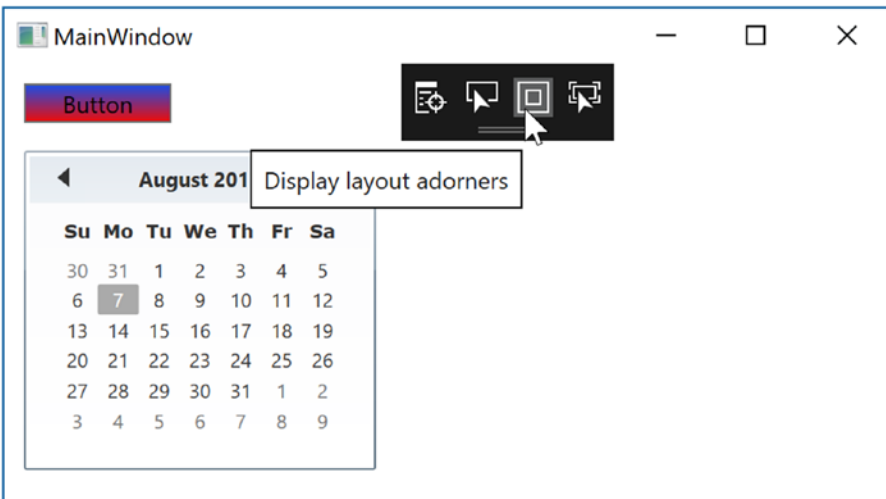 MainWindow
Button
August 201
Display layout adorners
Su Mo Tu We Th Fr Sa
30 31 1 2 3 4 5
6 7 8 9 10 11 12
13 14 15 16 17 18 19
20 21 22 23 24 25 26
27 28 29 30 31 1 2
3 4 5 6 7 8 9